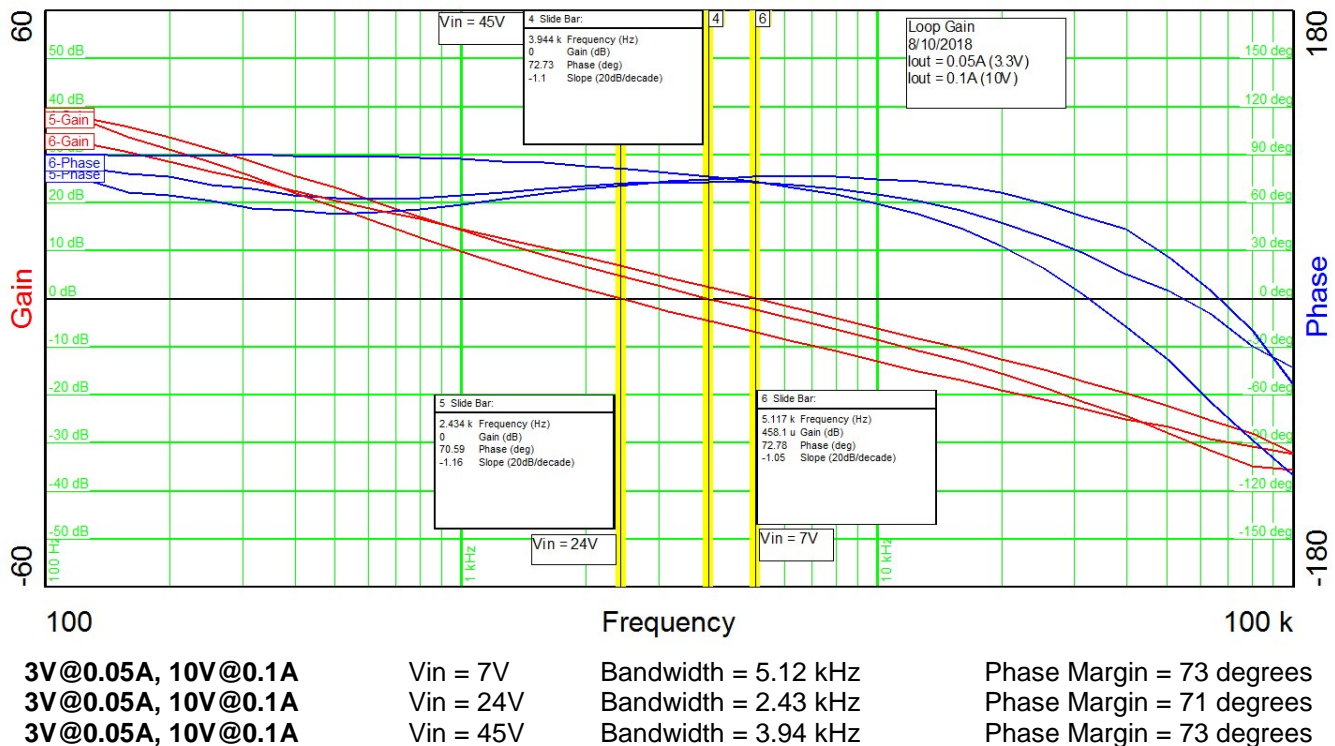 60
180
Vin = 45V
4 Slide Bar:
3.944 k Frequency (Hz)
0 Gain (dB)
72.73 Phase (deg)
-1.1 Slope (20dB/decade)
4
6
Loop Gain
8/10/2018
Iout = 0.05A (3.3V)
Iout = 0.1A (10V)
50 dB
150 deg
40 dB
120 deg
5-Gain
6-Gain
90 deg
6-Phase
5-Phase
20 dB
60 deg
10 dB
30 deg
0 dB
0 deg
Gain
Phase
-10 dB
-30 deg
-20 dB
-60 deg
5 Slide Bar:
2.434 k Frequency (Hz)
0 Gain (dB)
70.59 Phase (deg)
-1.16 Slope (20dB/decade)
6 Slide Bar:
5.117 k Frequency (Hz)
458.1 u Gain (dB)
72.78 Phase (deg)
-1.05 Slope (20dB/decade)
-30 dB
-90 deg
-40 dB
-120 deg
-50 dB
-150 deg
Vin = 24V
Vin = 7V
100 Hz
1 kHz
10 kHz
-60
-180
100
Frequency
100 k
3V@0.05A, 10V@0.1A Vin = 7V Bandwidth = 5.12 kHz Phase Margin = 73 degrees
3V@0.05A, 10V@0.1A Vin = 24V Bandwidth = 2.43 kHz Phase Margin = 71 degrees
3V@0.05A, 10V@0.1A Vin = 45V Bandwidth = 3.94 kHz Phase Margin = 73 degrees